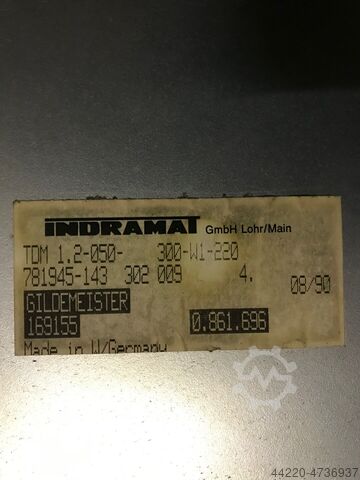 INDRAMAT GmbH Lohr/Main
TDM 1.2-050- 300-W1-220
781945-143 302 009 4. 08/90
GILDEMEISTER
169155 0.861.696
Made in W/Germany
44220-4736937